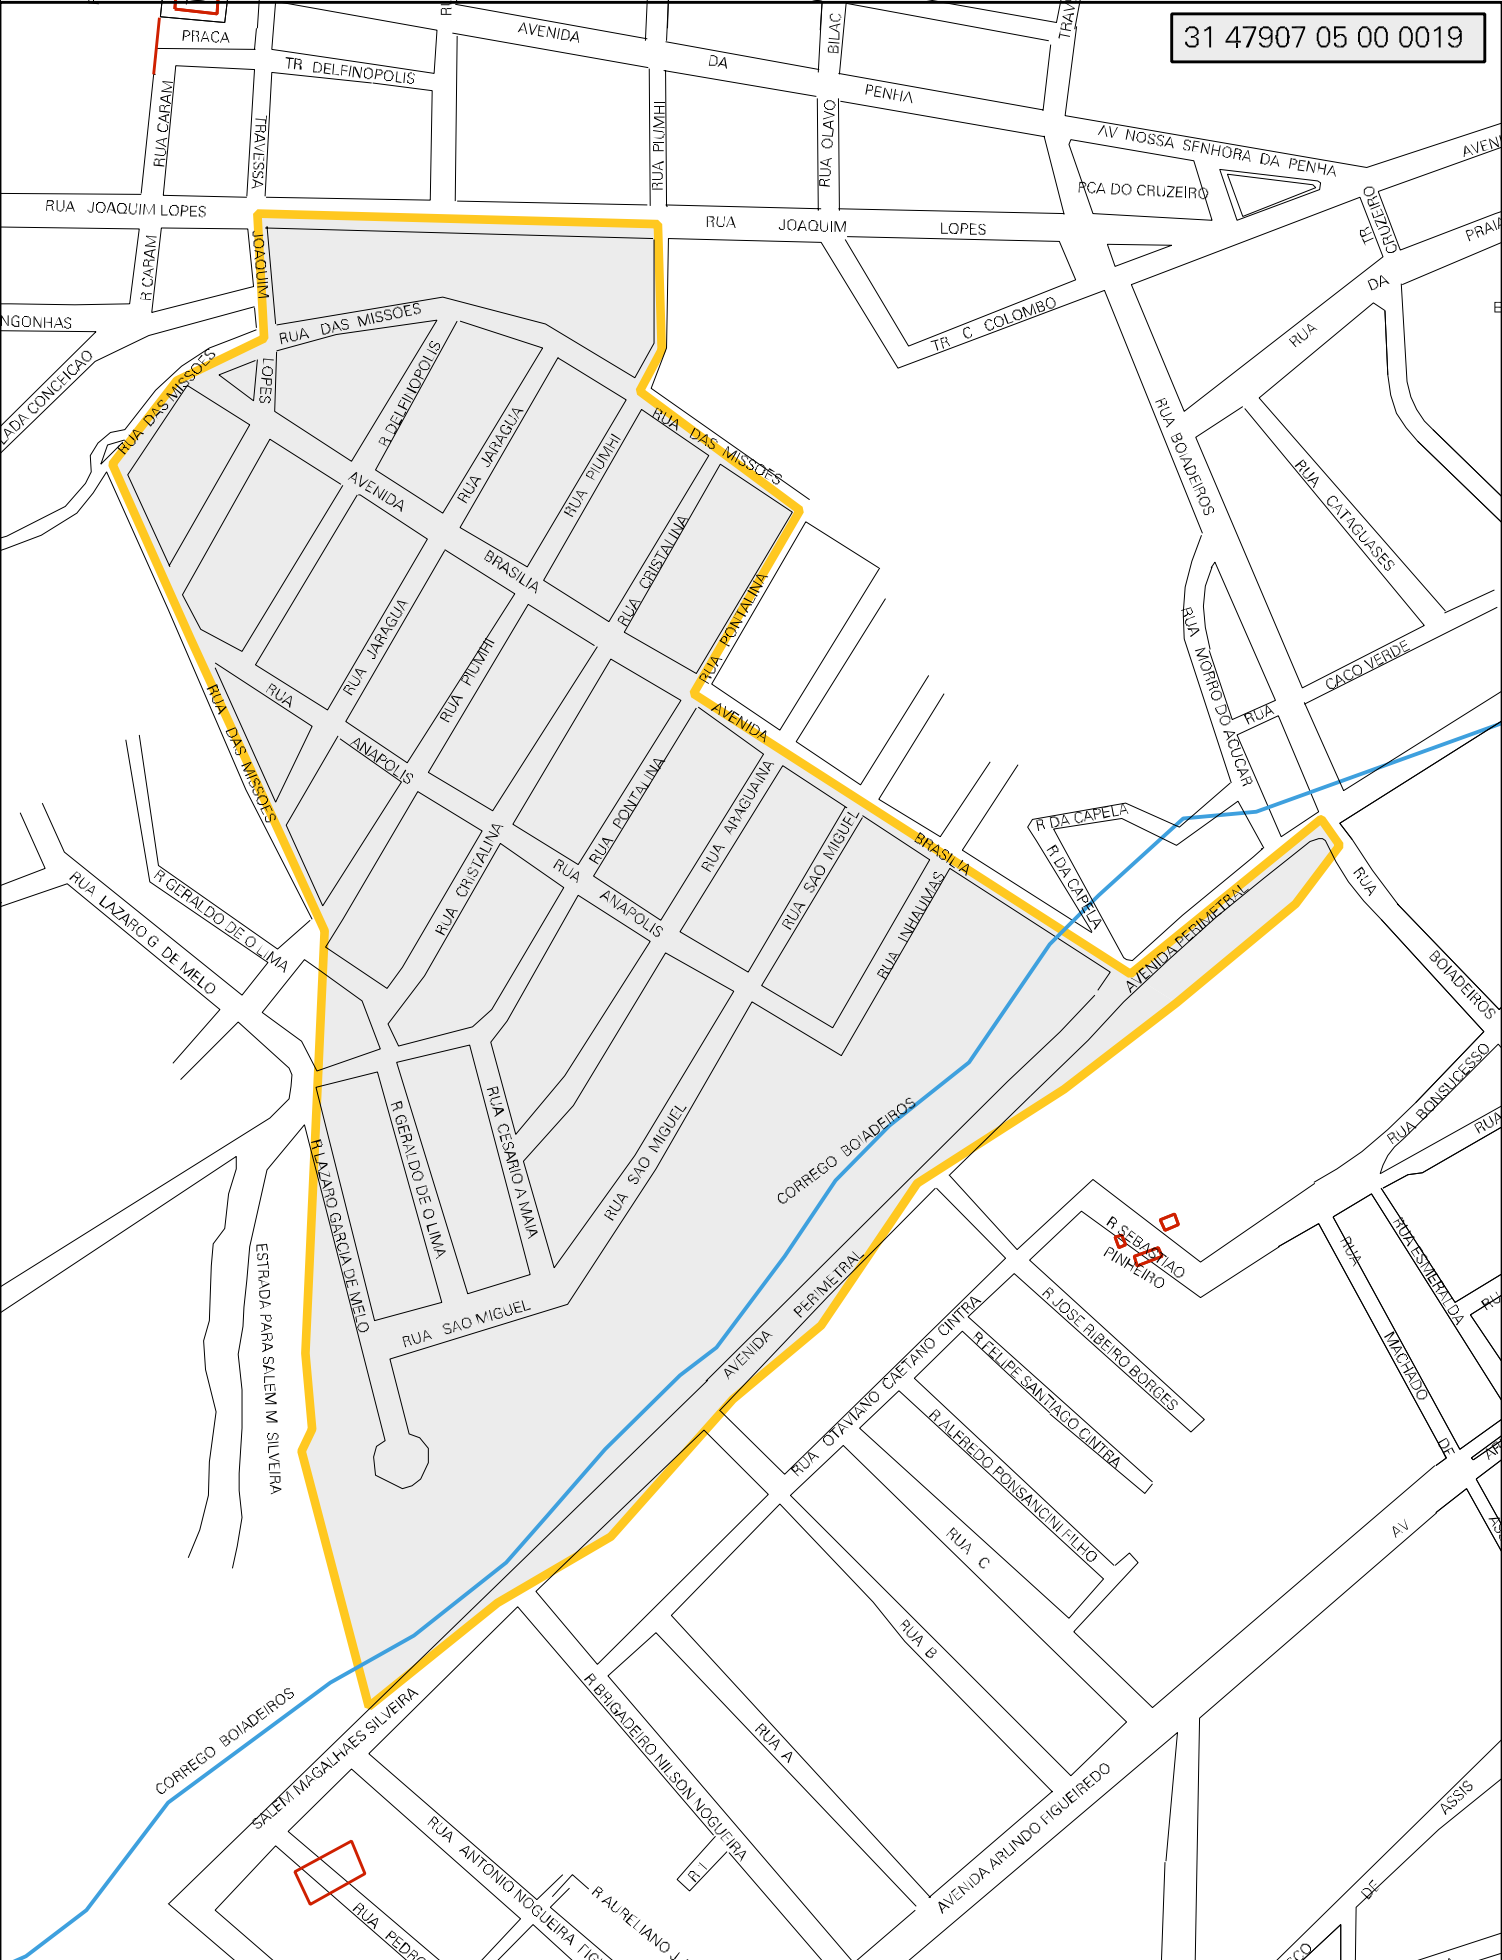 31 47907 05 00 0019
PRACA
AVENIDA
DA
PENHA
BILAC
TR DELFINOPOLIS
RUA CARAM
TRAVESSA
RUA PIUMHI
RUA OLAVO
AV NOSSA SENHORA DA PENHA
PCA DO CRUZEIRO
RUA JOAQUIM LOPES
RUA JOAQUIM LOPES
TR CRUZEIRO
R CARAM
JOAQUIM
LOPES
RUA DAS MISSOES
TR C COLOMBO
RUA
DA
RUA DAS MISSOES
R DELFINOPOLIS
RUA JARAGUA
RUA PIUMHI
RUA CRISTALINA
RUA DAS MISSOES
RUA PONTALINA
AVENIDA
BRASILIA
RUA BOIADEIROS
RUA CATAGUASES
RUA MORRO DO ACUCAR
RUA
CACO VERDE
RUA JARAGUA
RUA PIUMHI
RUA
ANAPOLIS
RUA DAS MISSOES
AVENIDA
BRASILIA
RUA PONTALINA
RUA ARAGUAINA
RUA SAO MIGUEL
RUA INHAUMAS
RUA CRISTALINA
RUA
ANAPOLIS
R DA CAPELA
R DA CAPELA
AVENIDA PERIMETRAL
RUA
BOIADEIROS
RUA LAZARO G DE MELO
R GERALDO DE O LIMA
R LAZARO GARCIA DE MELO
R GERALDO DE O LIMA
RUA CESARIO A MAIA
RUA SAO MIGUEL
RUA SAO MIGUEL
CORREGO BOIADEIROS
AVENIDA PERIMETRAL
RUA BONSUCESSO
RUA
R SEBASTIAO
PINHEIRO
RUA ESMERALDA
RUA
MACHADO
DE
R JOSE RIBEIRO BORGES
R FELIPE SANTIAGO CINTRA
R ALFREDO PONSANCINI FILHO
RUA OTAVIANO CAETANO CINTRA
RUA C
RUA B
RUA A
AV
ESTRADA PARA SALEM M SILVEIRA
CORREGO BOIADEIROS
SALEM MAGALHAES SILVEIRA
R BRIGADEIRO NILSON NOGUEIRA
R I
AVENIDA ARLINDO FIGUEIREDO
RUA ANTONIO NOGUEIRA
R AURELIANO J
RUA PEDRO
ASSIS
DE